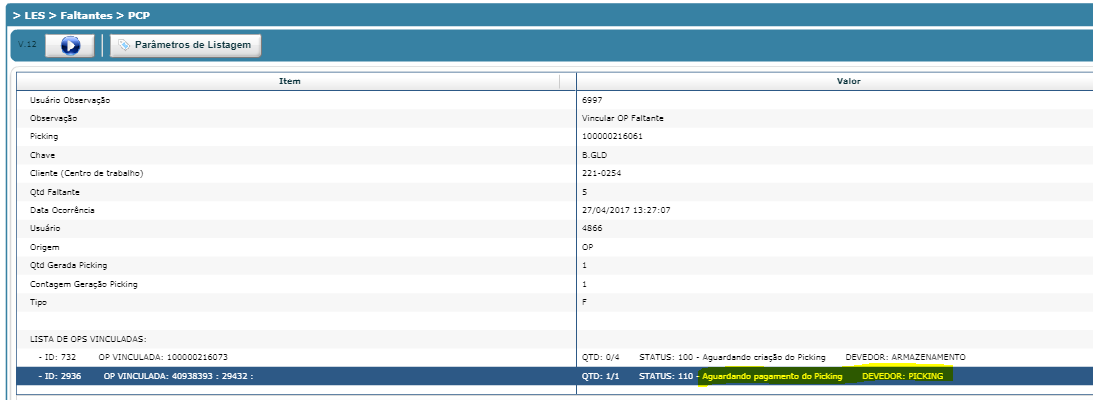 > LES > Faltantes > PCP
V.12 Parâmetros de Listagem
Item Valor
Usuário Observação 6997
Observação Vincular OP Faltante
Picking 100000216061
Chave B.GLD
Cliente (Centro de trabalho) 221-0254
Qtd Faltante 5
Data Ocorrência 27/04/2017 13:27:07
Usuário 4866
Origem OP
Qtd Gerada Picking 1
Contagem Geração Picking 1
Tipo F
LISTA DE OPS VINCULADAS:
- ID: 732 OP VINCULADA: 100000216073 QTD: 0/4 STATUS: 100 - Aguardando criação do Picking DEVEDOR: ARMAZENAMENTO
- ID: 2936 OP VINCULADA: 40938393 : 29432 : QTD: 1/1 STATUS: 110 - Aguardando pagamento do Picking DEVEDOR: PICKING